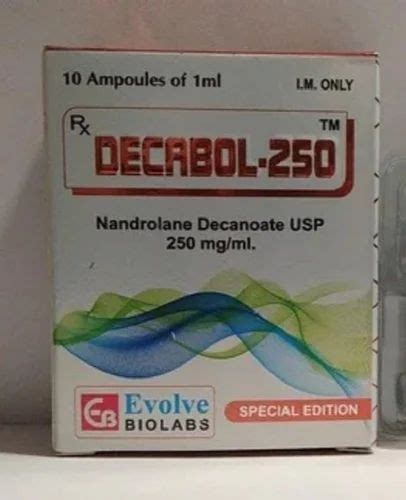 10 Ampoules of 1ml
I.M. ONLY
Rx
DECABOL-250 TM
Nandrolane Decanoate USP
250 mg/ml.
EB Evolve
BIOLABS
SPECIAL EDITION